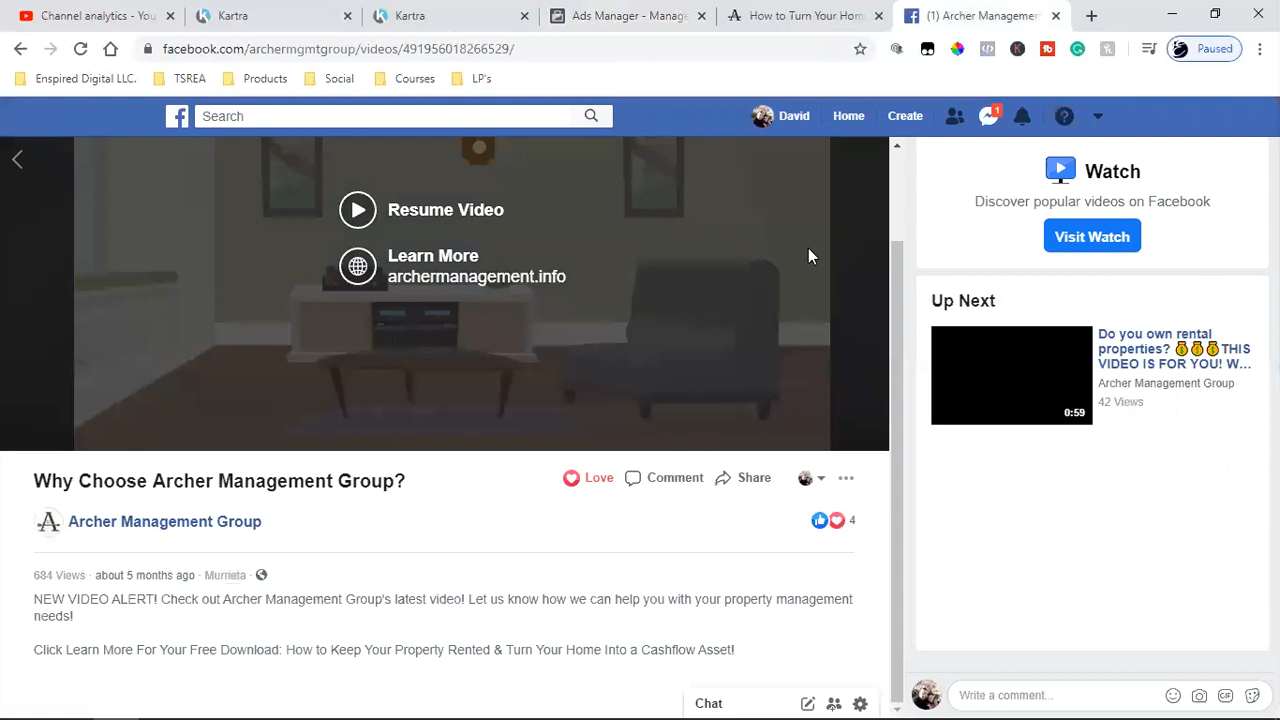 Channel analytics - You
Kartra
Kartra
Ads Manager - Manage
How to Turn Your Hom
(1) Archer Management
facebook.com/archermgmtgroup/videos/491956018266529/
Paused
Enspired Digital LLC.
TSREA
Products
Social
Courses
LP's
Search
David
Home
Create
1
Resume Video
Learn More
archermanagement.info
Watch
Discover popular videos on Facebook
Visit Watch
Up Next
0:59
Do you own rental
properties? 💰💰💰THIS
VIDEO IS FOR YOU! W...
Archer Management Group
42 Views
Why Choose Archer Management Group?
Love
Comment
Share
Archer Management Group
4
684 Views · about 5 months ago · Murrieta ·
NEW VIDEO ALERT! Check out Archer Management Group's latest video! Let us know how we can help you with your property management
needs!
Click Learn More For Your Free Download: How to Keep Your Property Rented & Turn Your Home Into a Cashflow Asset!
Chat
Write a comment...